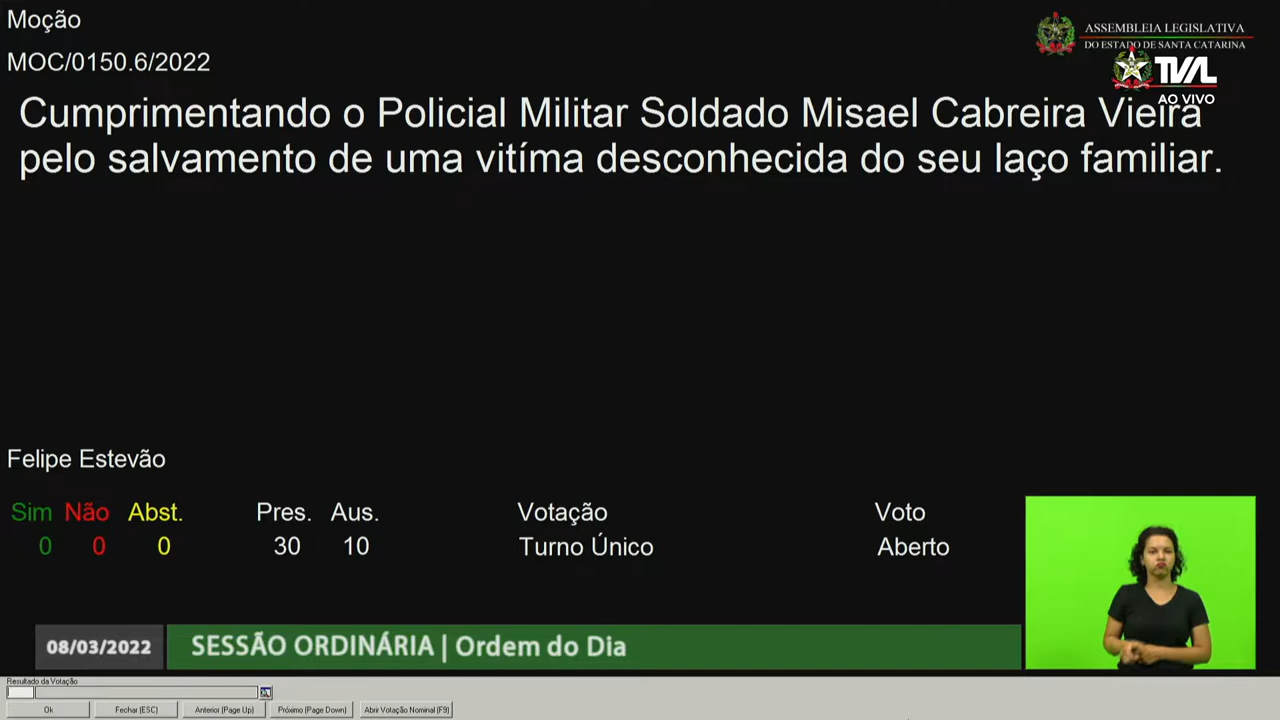 Moção
MOC/0150.6/2022
ASSEMBLEIA LEGISLATIVA
DO ESTADO DE SANTA CATARINA
TVAL
AO VIVO
Cumprimentando o Policial Militar Soldado Misael Cabreira Vieira
pelo salvamento de uma vitíma desconhecida do seu laço familiar.
Felipe Estevão
Sim Não Abst. Pres. Aus. Votação Voto
0 0 0 30 10 Turno Único Aberto
08/03/2022 SESSÃO ORDINÁRIA | Ordem do Dia
Resultado da Votação
Ok Fechar (ESC) Anterior (Page Up) Próximo (Page Down) Abrir Votação Nominal (F9)